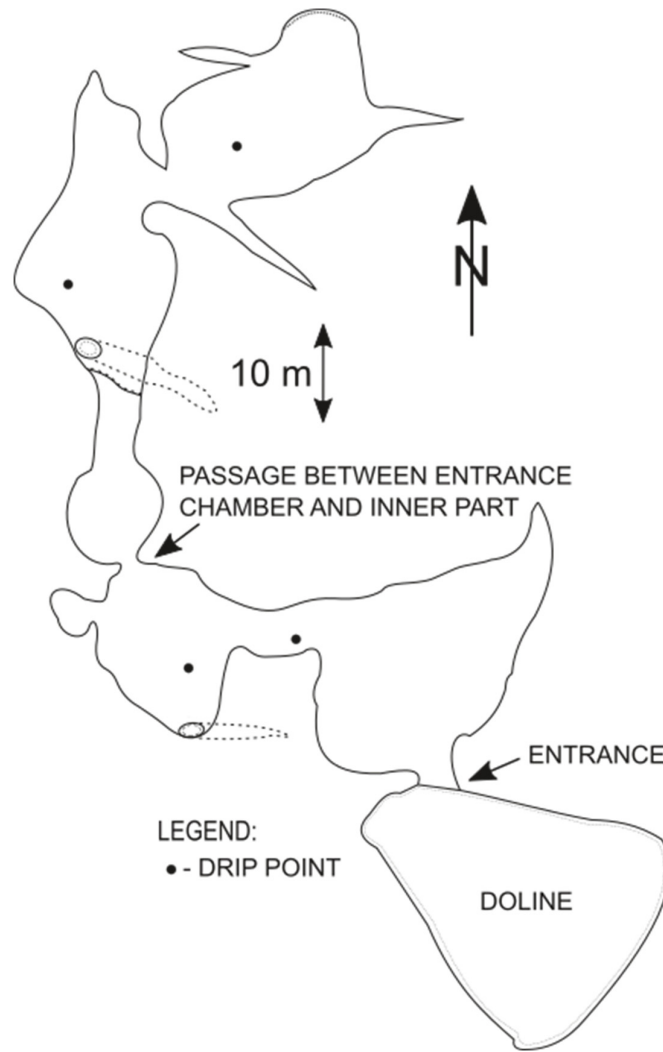 N
10 m
PASSAGE BETWEEN ENTRANCE
CHAMBER AND INNER PART
ENTRANCE
LEGEND:
● - DRIP POINT
DOLINE